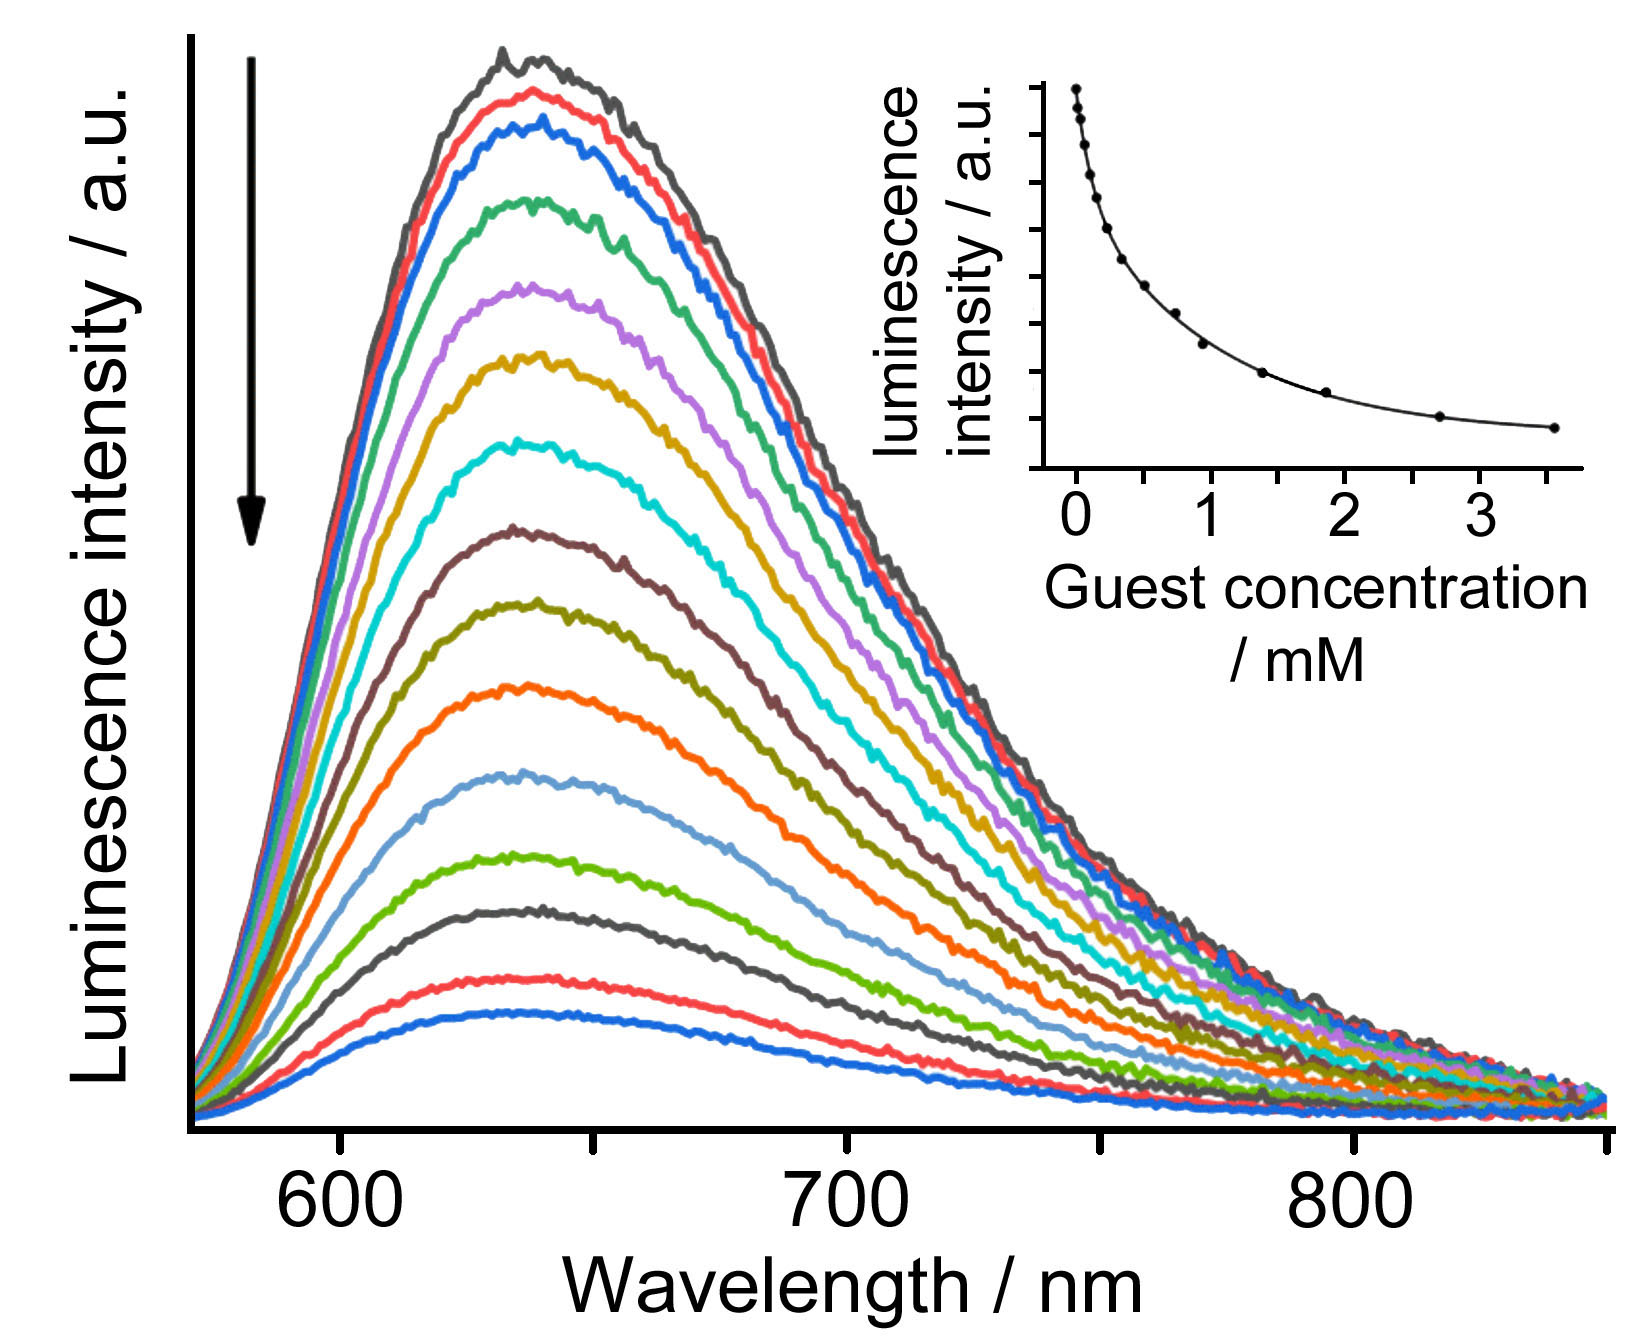 Luminescence intensity / a.u.
600 700 800
Wavelength / nm
luminescence
intensity / a.u.
0 1 2 3
Guest concentration
/ mM